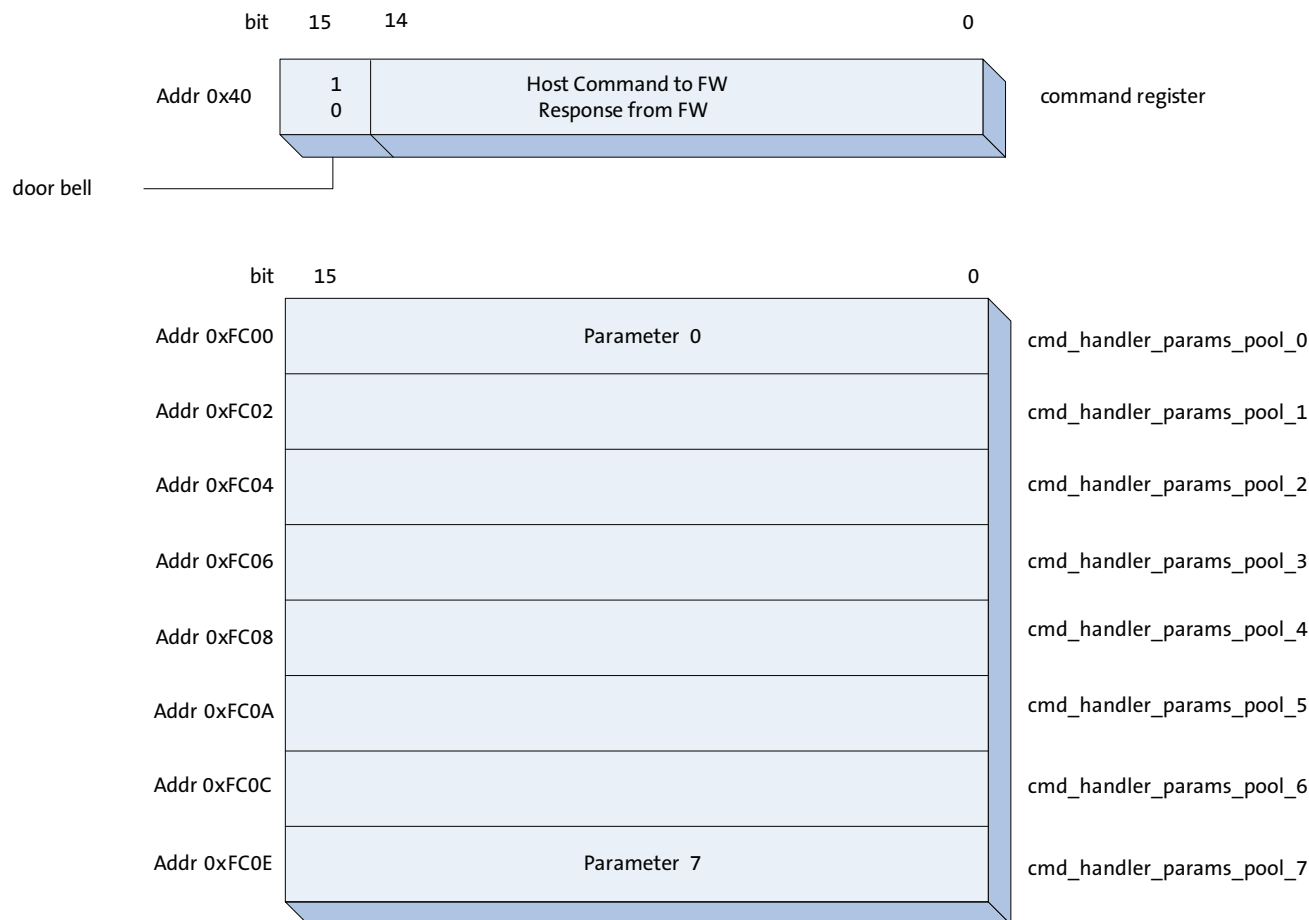 bit 15 14 0
Addr 0x40 1 Host Command to FW command register
0 Response from FW
door bell
bit 15 0
Addr 0xFC00 Parameter 0 cmd_handler_params_pool_0
Addr 0xFC02 cmd_handler_params_pool_1
Addr 0xFC04 cmd_handler_params_pool_2
Addr 0xFC06 cmd_handler_params_pool_3
Addr 0xFC08 cmd_handler_params_pool_4
Addr 0xFC0A cmd_handler_params_pool_5
Addr 0xFC0C cmd_handler_params_pool_6
Addr 0xFC0E Parameter 7 cmd_handler_params_pool_7